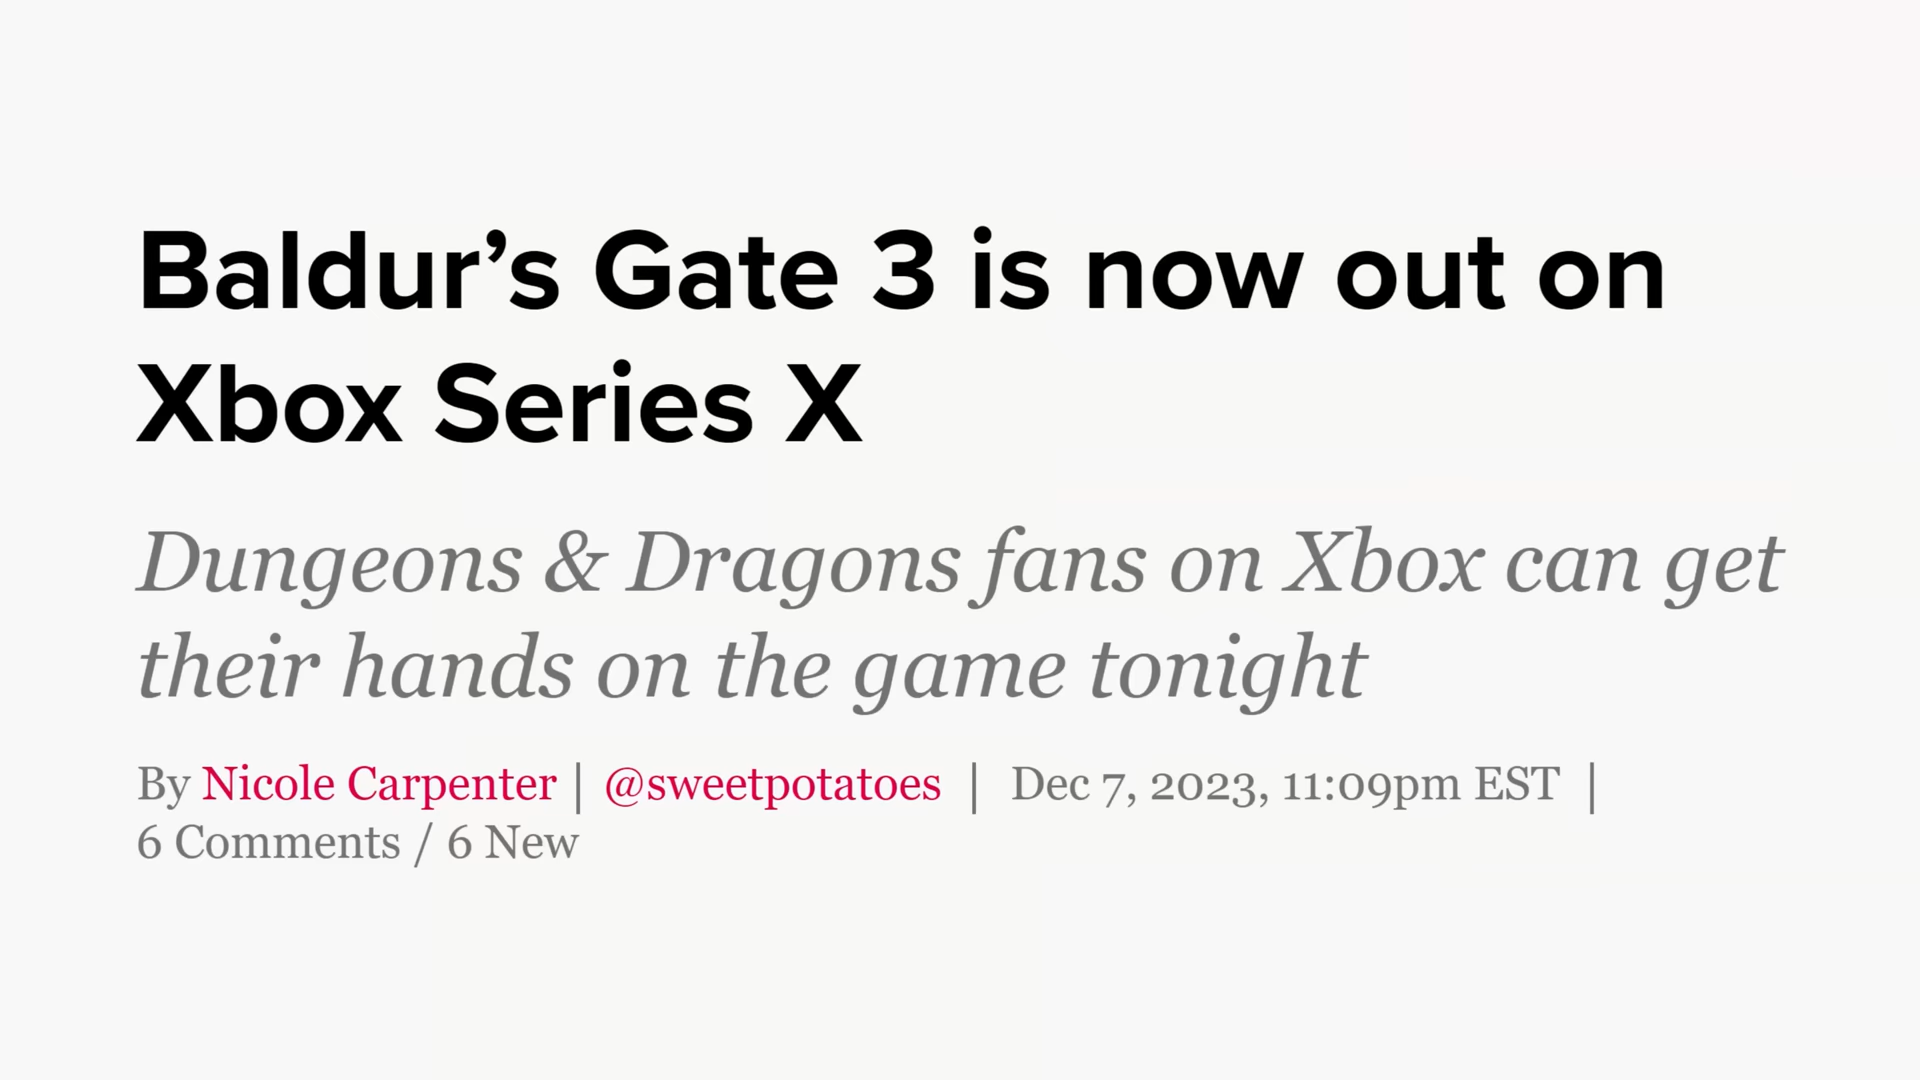 Baldur’s Gate 3 is now out on
Xbox Series X
Dungeons & Dragons fans on Xbox can get
their hands on the game tonight
By Nicole Carpenter | @sweetpotatoes | Dec 7, 2023, 11:09pm EST |
6 Comments / 6 New